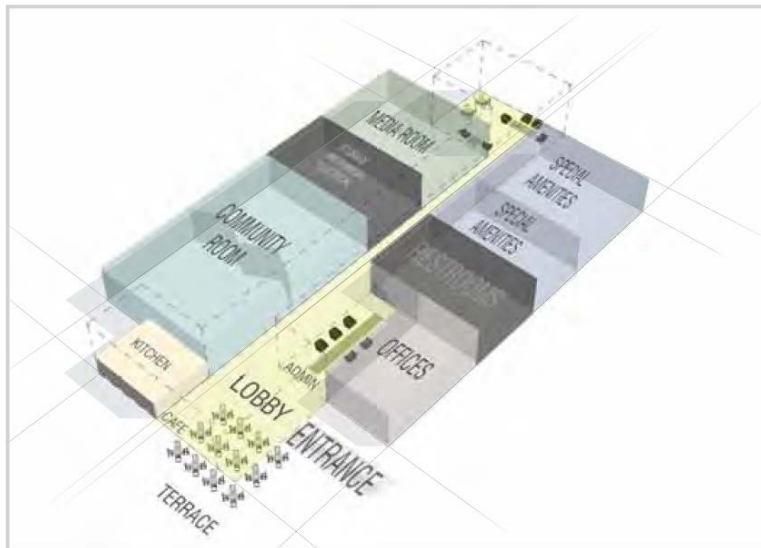 MEDIA ROOM
SPECIAL
AMENITIES
SPECIAL
AMENITIES
COMMUNITY
ROOM
RESTROOMS
KITCHEN
OFFICES
ADMIN
LOBBY
CAFE
ENTRANCE
TERRACE